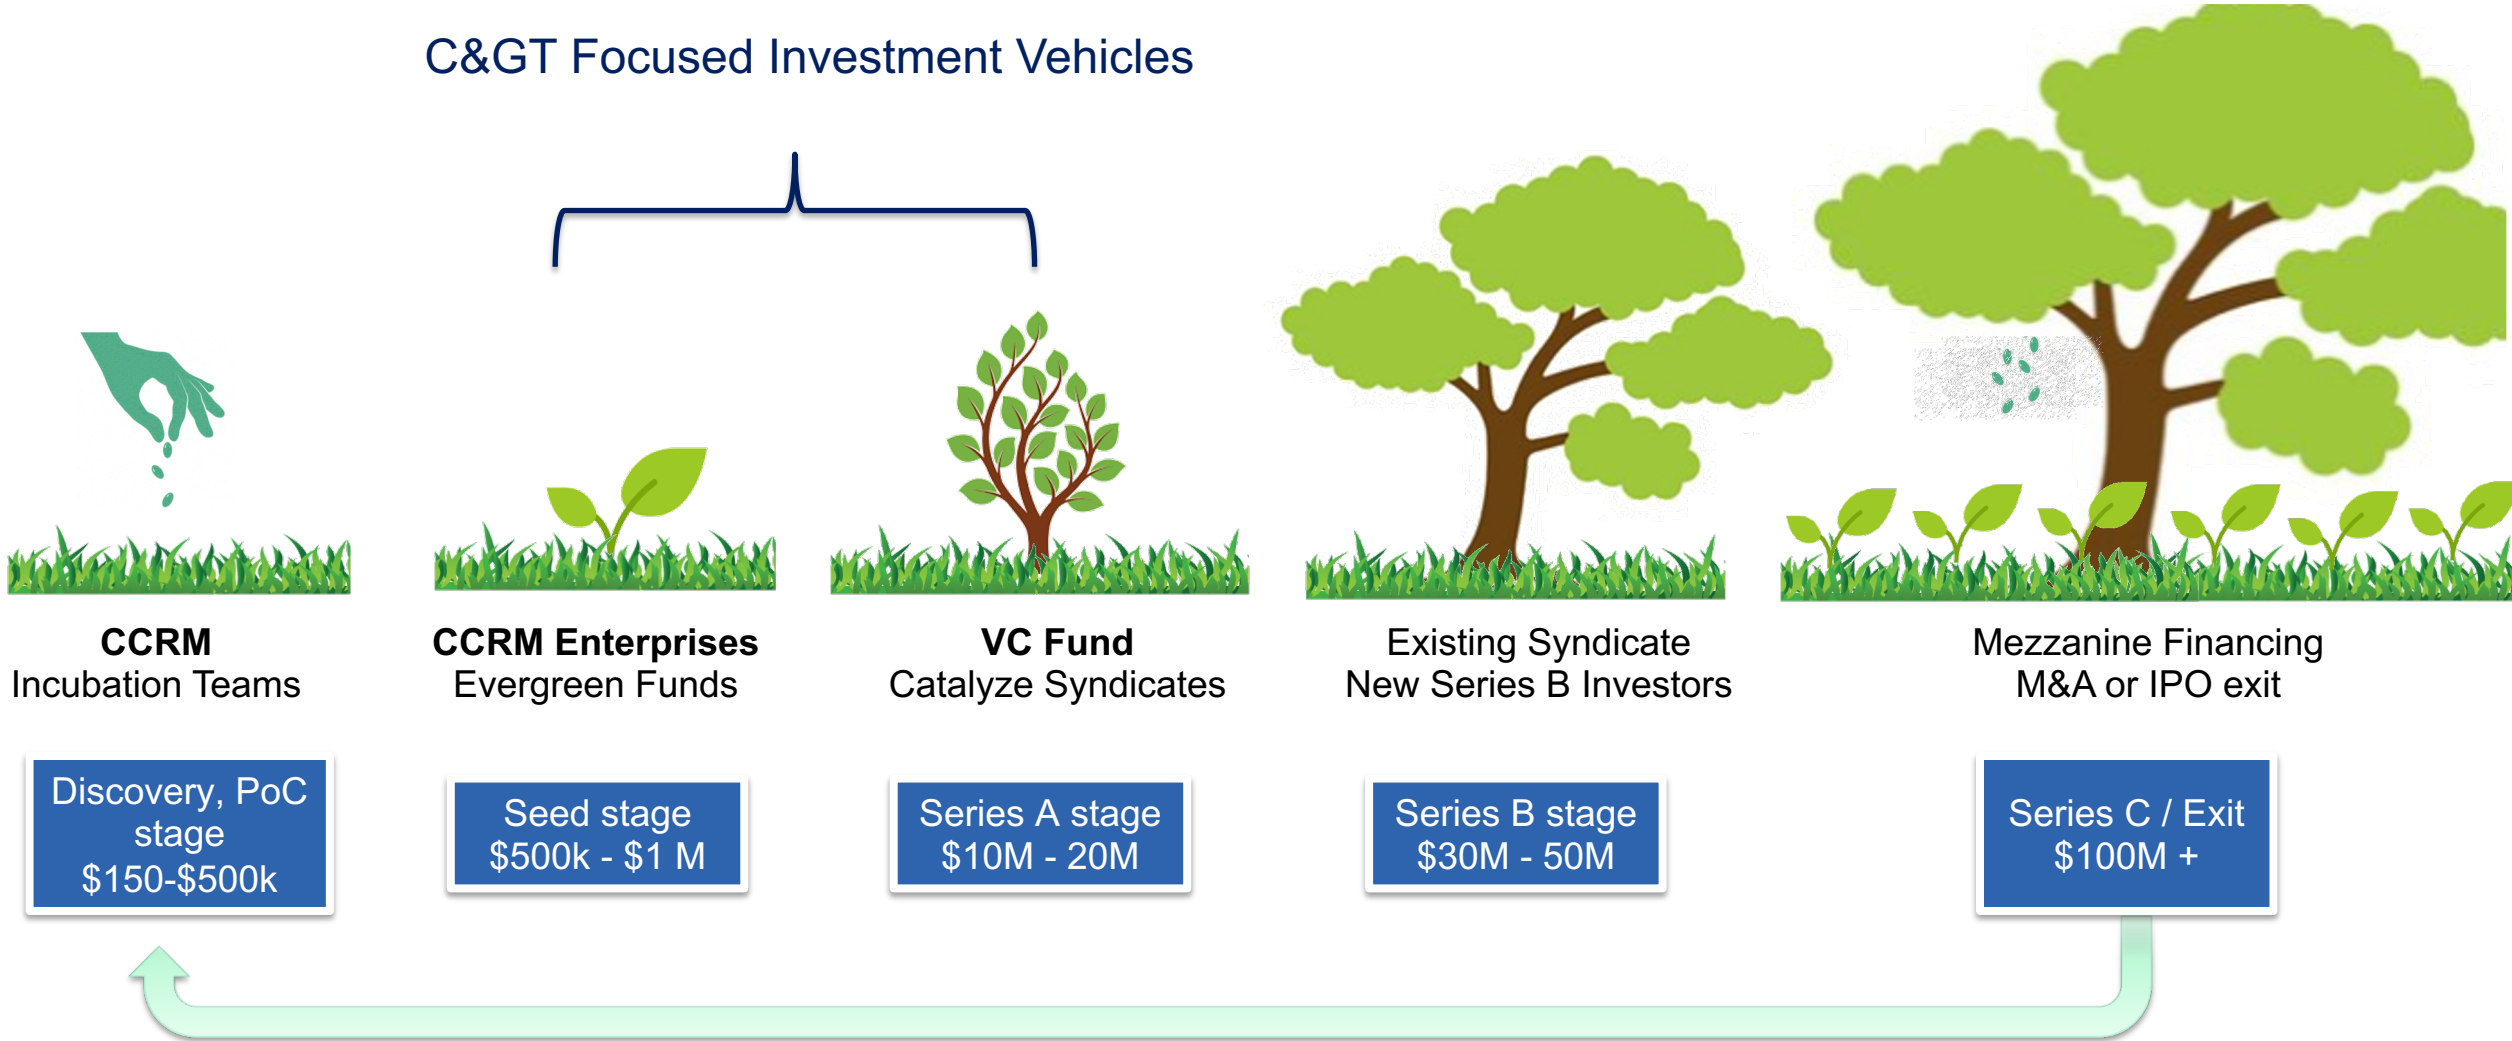 C&GT Focused Investment Vehicles
CCRM
Incubation Teams
CCRM Enterprises
Evergreen Funds
VC Fund
Catalyze Syndicates
Existing Syndicate
New Series B Investors
Mezzanine Financing
M&A or IPO exit
Discovery, PoC
stage
$150-$500k
Seed stage
$500k - $1 M
Series A stage
$10M - 20M
Series B stage
$30M - 50M
Series C / Exit
$100M +